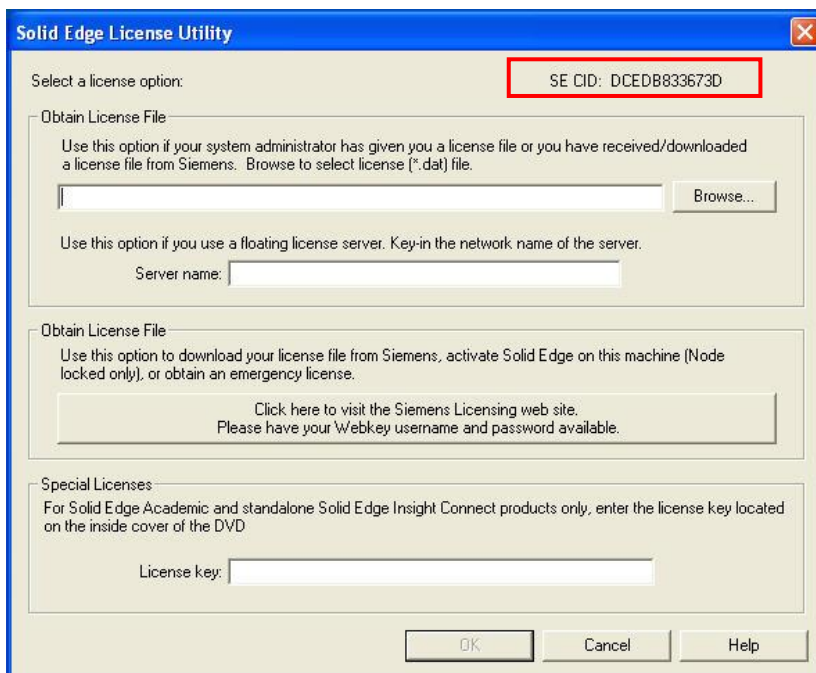 Solid Edge License Utility
Select a license option:
SE CID: DCEDB833673D
Obtain License File
Use this option if your system administrator has given you a license file or you have received/downloaded
a license file from Siemens. Browse to select license (*.dat) file.
Browse...
Use this option if you use a floating license server. Key-in the network name of the server.
Server name:
Obtain License File
Use this option to download your license file from Siemens, activate Solid Edge on this machine (Node
locked only), or obtain an emergency license.
Click here to visit the Siemens Licensing web site.
Please have your Webkey username and password available.
Special Licenses
For Solid Edge Academic and standalone Solid Edge Insight Connect products only, enter the license key located
on the inside cover of the DVD
License key:
OK
Cancel
Help